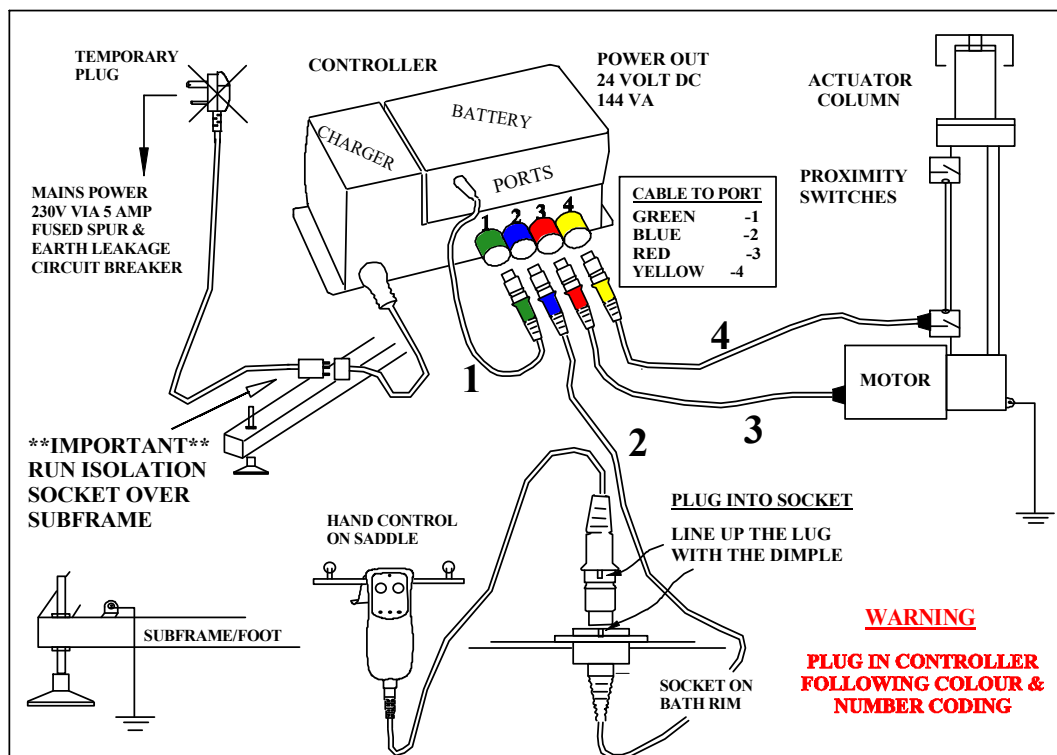 TEMPORARY
PLUG
CONTROLLER
POWER OUT
24 VOLT DC
144 VA
ACTUATOR
COLUMN
BATTERY
CHARGER
PORTS
1 2 3 4
MAINS POWER
230V VIA 5 AMP
FUSED SPUR &
EARTH LEAKAGE
CIRCUIT BREAKER
CABLE TO PORT
GREEN -1
BLUE -2
RED -3
YELLOW -4
PROXIMITY
SWITCHES
1
2
3
4
MOTOR
**IMPORTANT**
RUN ISOLATION
SOCKET OVER
SUBFRAME
HAND CONTROL
ON SADDLE
PLUG INTO SOCKET
LINE UP THE LUG
WITH THE DIMPLE
SUBFRAME/FOOT
SOCKET ON
BATH RIM
WARNING
PLUG IN CONTROLLER
FOLLOWING COLOUR &
NUMBER CODING